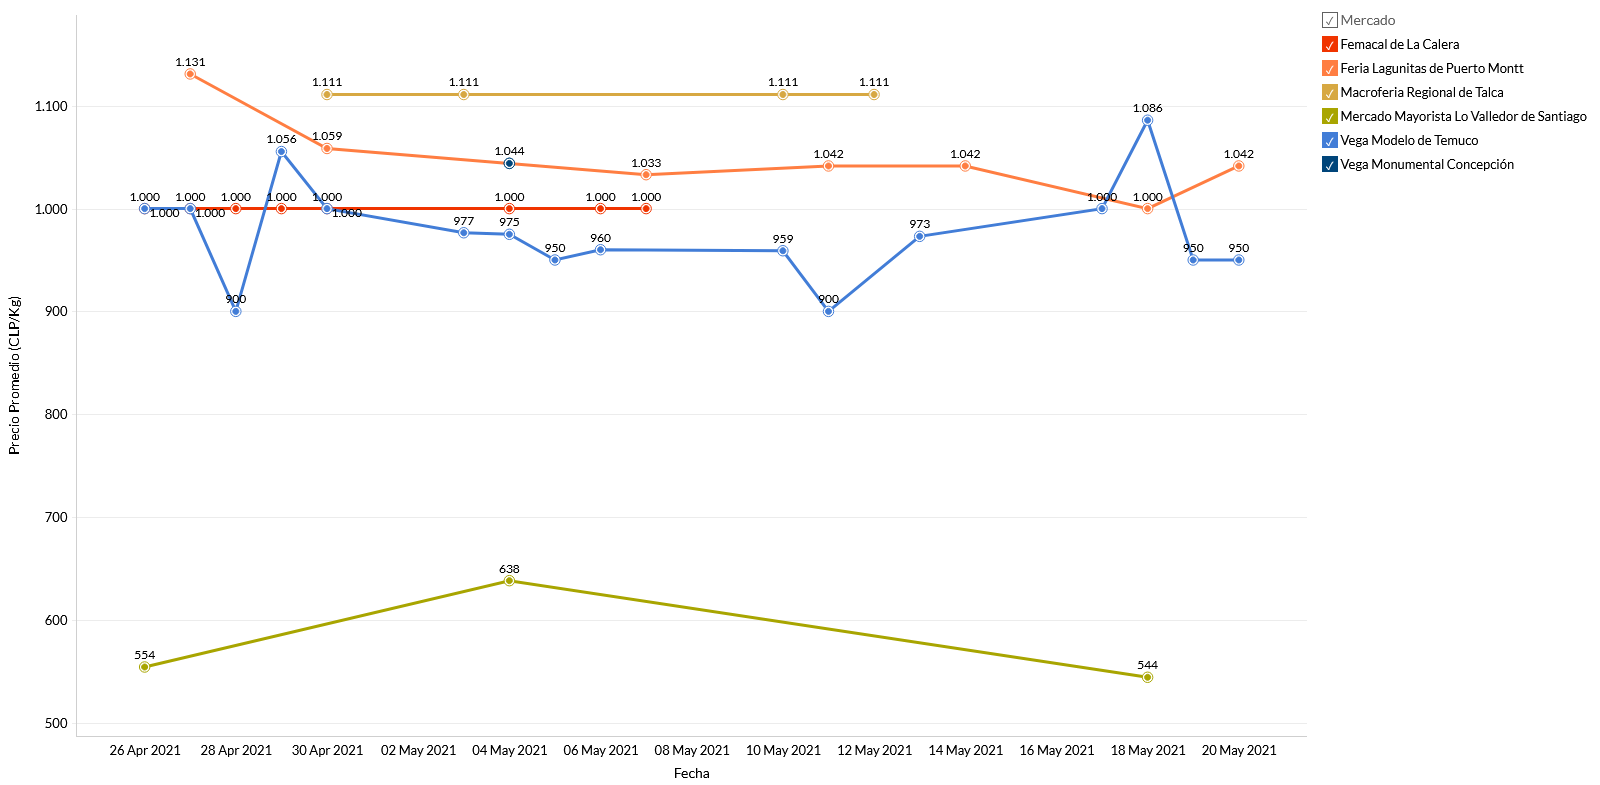 Mercado
Femacal de La Calera
Feria Lagunitas de Puerto Montt
Macroferia Regional de Talca
Mercado Mayorista Lo Valledor de Santiago
Vega Modelo de Temuco
Vega Monumental Concepción
Precio Promedio (CLP/Kg)
1.100
1.000
900
800
700
600
500
1.131
1.111 1.111 1.111 1.111
1.086
1.056 1.059
1.044
1.033
1.042 1.042 1.042
1.000 1.000 1.000 1.000 1.000 1.000 1.000 1.000 1.000 1.000
1.000 1.000 1.000
977 975
950
960
959
973
950 950
900 900
638
554
544
26 Apr 2021 28 Apr 2021 30 Apr 2021 02 May 2021 04 May 2021 06 May 2021 08 May 2021 10 May 2021 12 May 2021 14 May 2021 16 May 2021 18 May 2021 20 May 2021
Fecha